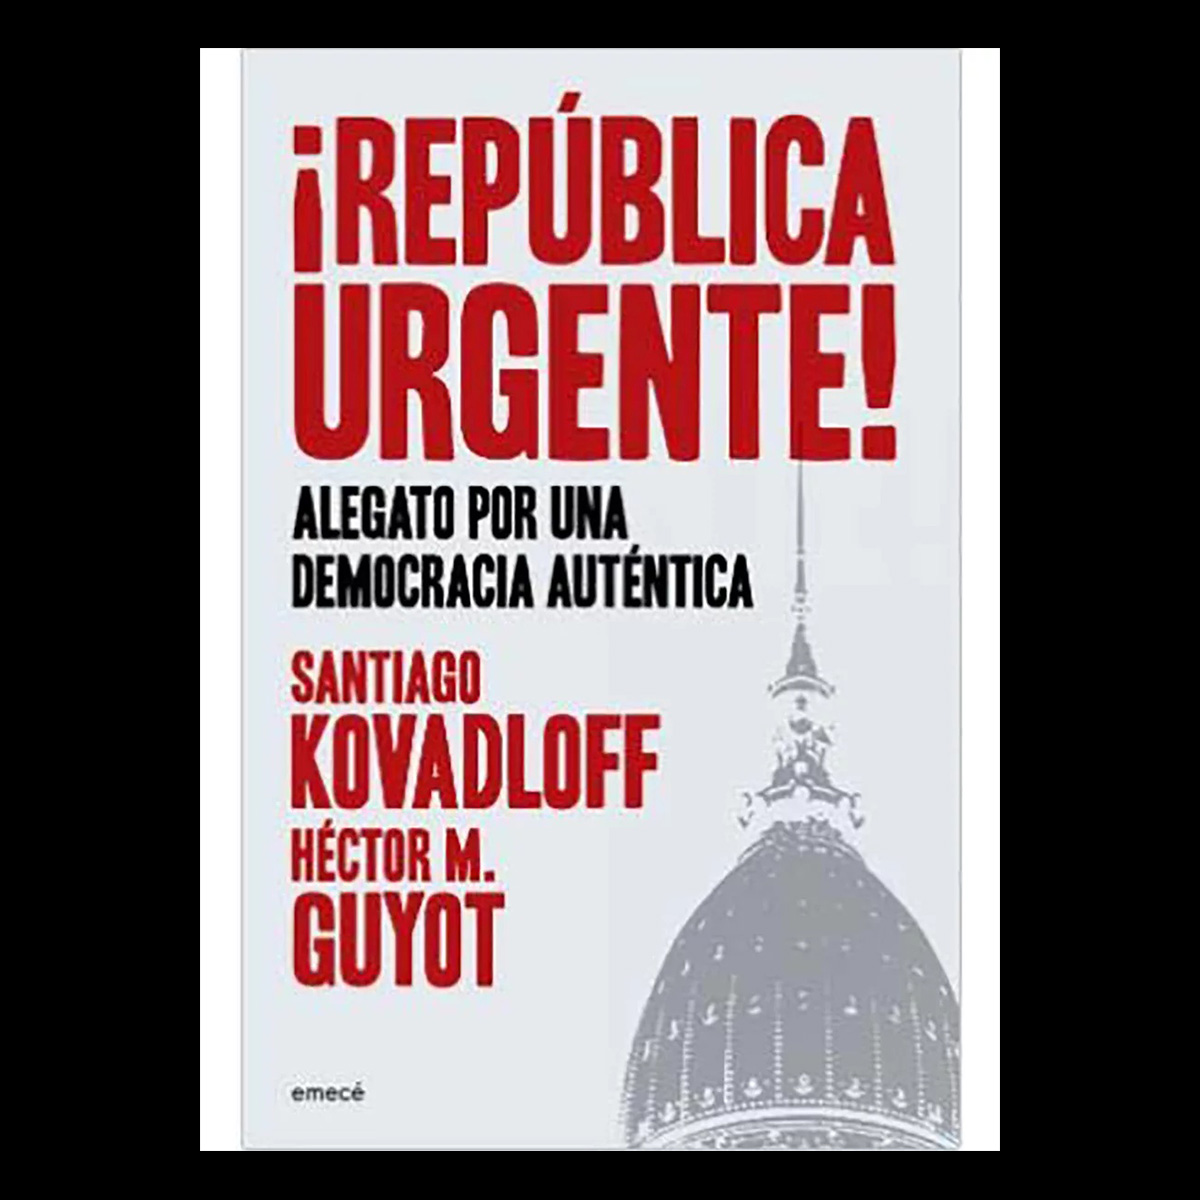 ¡REPÚBLICA
URGENTE!
ALEGATO POR UNA
DEMOCRACIA AUTÉNTICA
SANTIAGO
KOVADLOFF
HÉCTOR M.
GUYOT
emecé